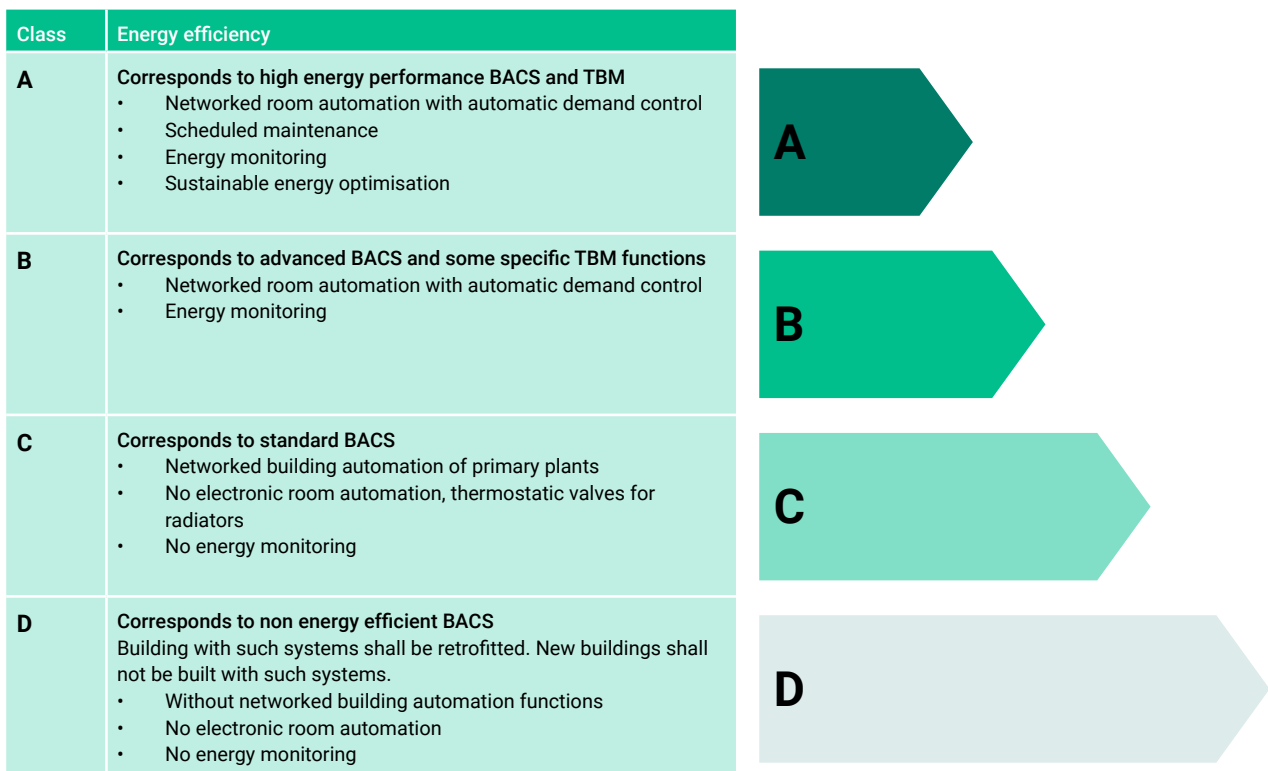 Class Energy efficiency
A
Corresponds to high energy performance BACS and TBM
• Networked room automation with automatic demand control
• Scheduled maintenance
• Energy monitoring
• Sustainable energy optimisation
A
B
Corresponds to advanced BACS and some specific TBM functions
• Networked room automation with automatic demand control
• Energy monitoring
B
C
Corresponds to standard BACS
• Networked building automation of primary plants
• No electronic room automation, thermostatic valves for
radiators
• No energy monitoring
C
D
Corresponds to non energy efficient BACS
Building with such systems shall be retrofitted. New buildings shall
not be built with such systems.
• Without networked building automation functions
• No electronic room automation
• No energy monitoring
D